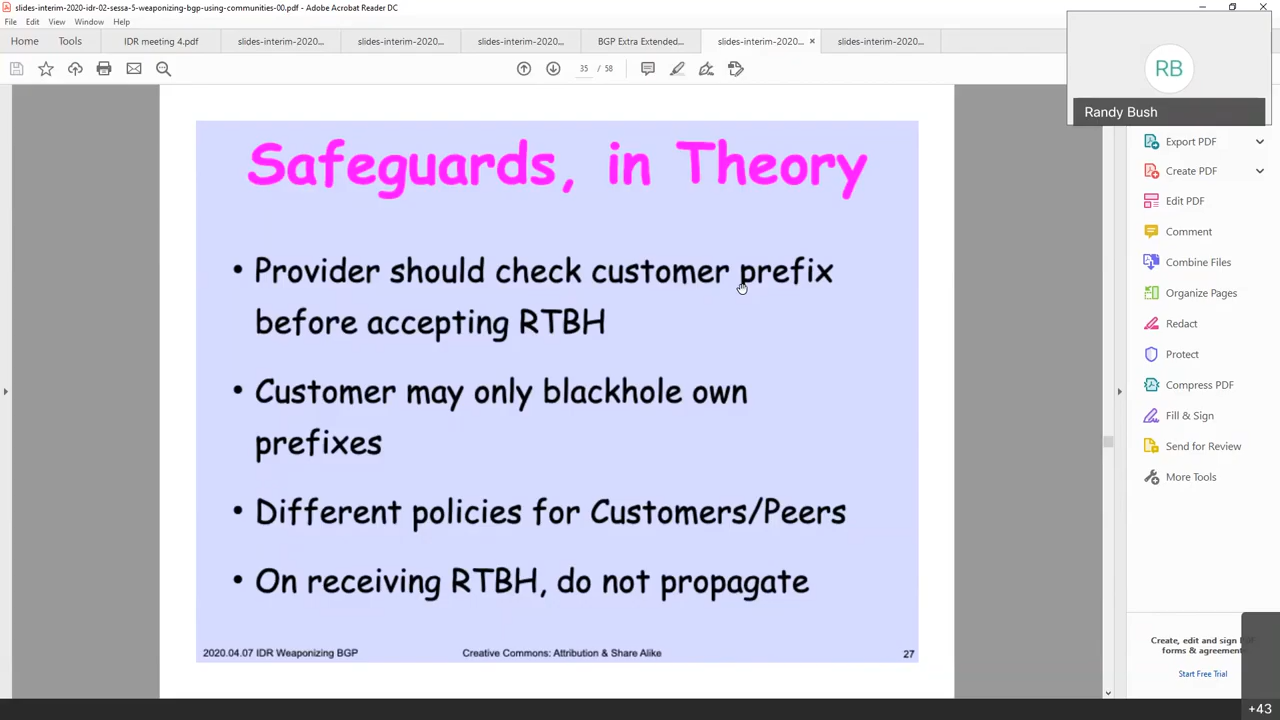 slides-interim-2020-idr-02-sessa-5-weaponizing-bgp-using-communities-00.pdf - Adobe Acrobat Reader DC
File Edit View Window Help
Home Tools IDR meeting 4.pdf slides-interim-2020... slides-interim-2020... slides-interim-2020... BGP Extra Extended... slides-interim-2020... × slides-interim-2020...
35 / 58
RB
Randy Bush
Safeguards, in Theory
• Provider should check customer prefix
before accepting RTBH
• Customer may only blackhole own
prefixes
• Different policies for Customers/Peers
• On receiving RTBH, do not propagate
2020.04.07 IDR Weaponizing BGP Creative Commons: Attribution & Share Alike 27
Export PDF
Create PDF
Edit PDF
Comment
Combine Files
Organize Pages
Redact
Protect
Compress PDF
Fill & Sign
Send for Review
More Tools
Create, edit and sign
forms & agreement
Start Free Trial
+43